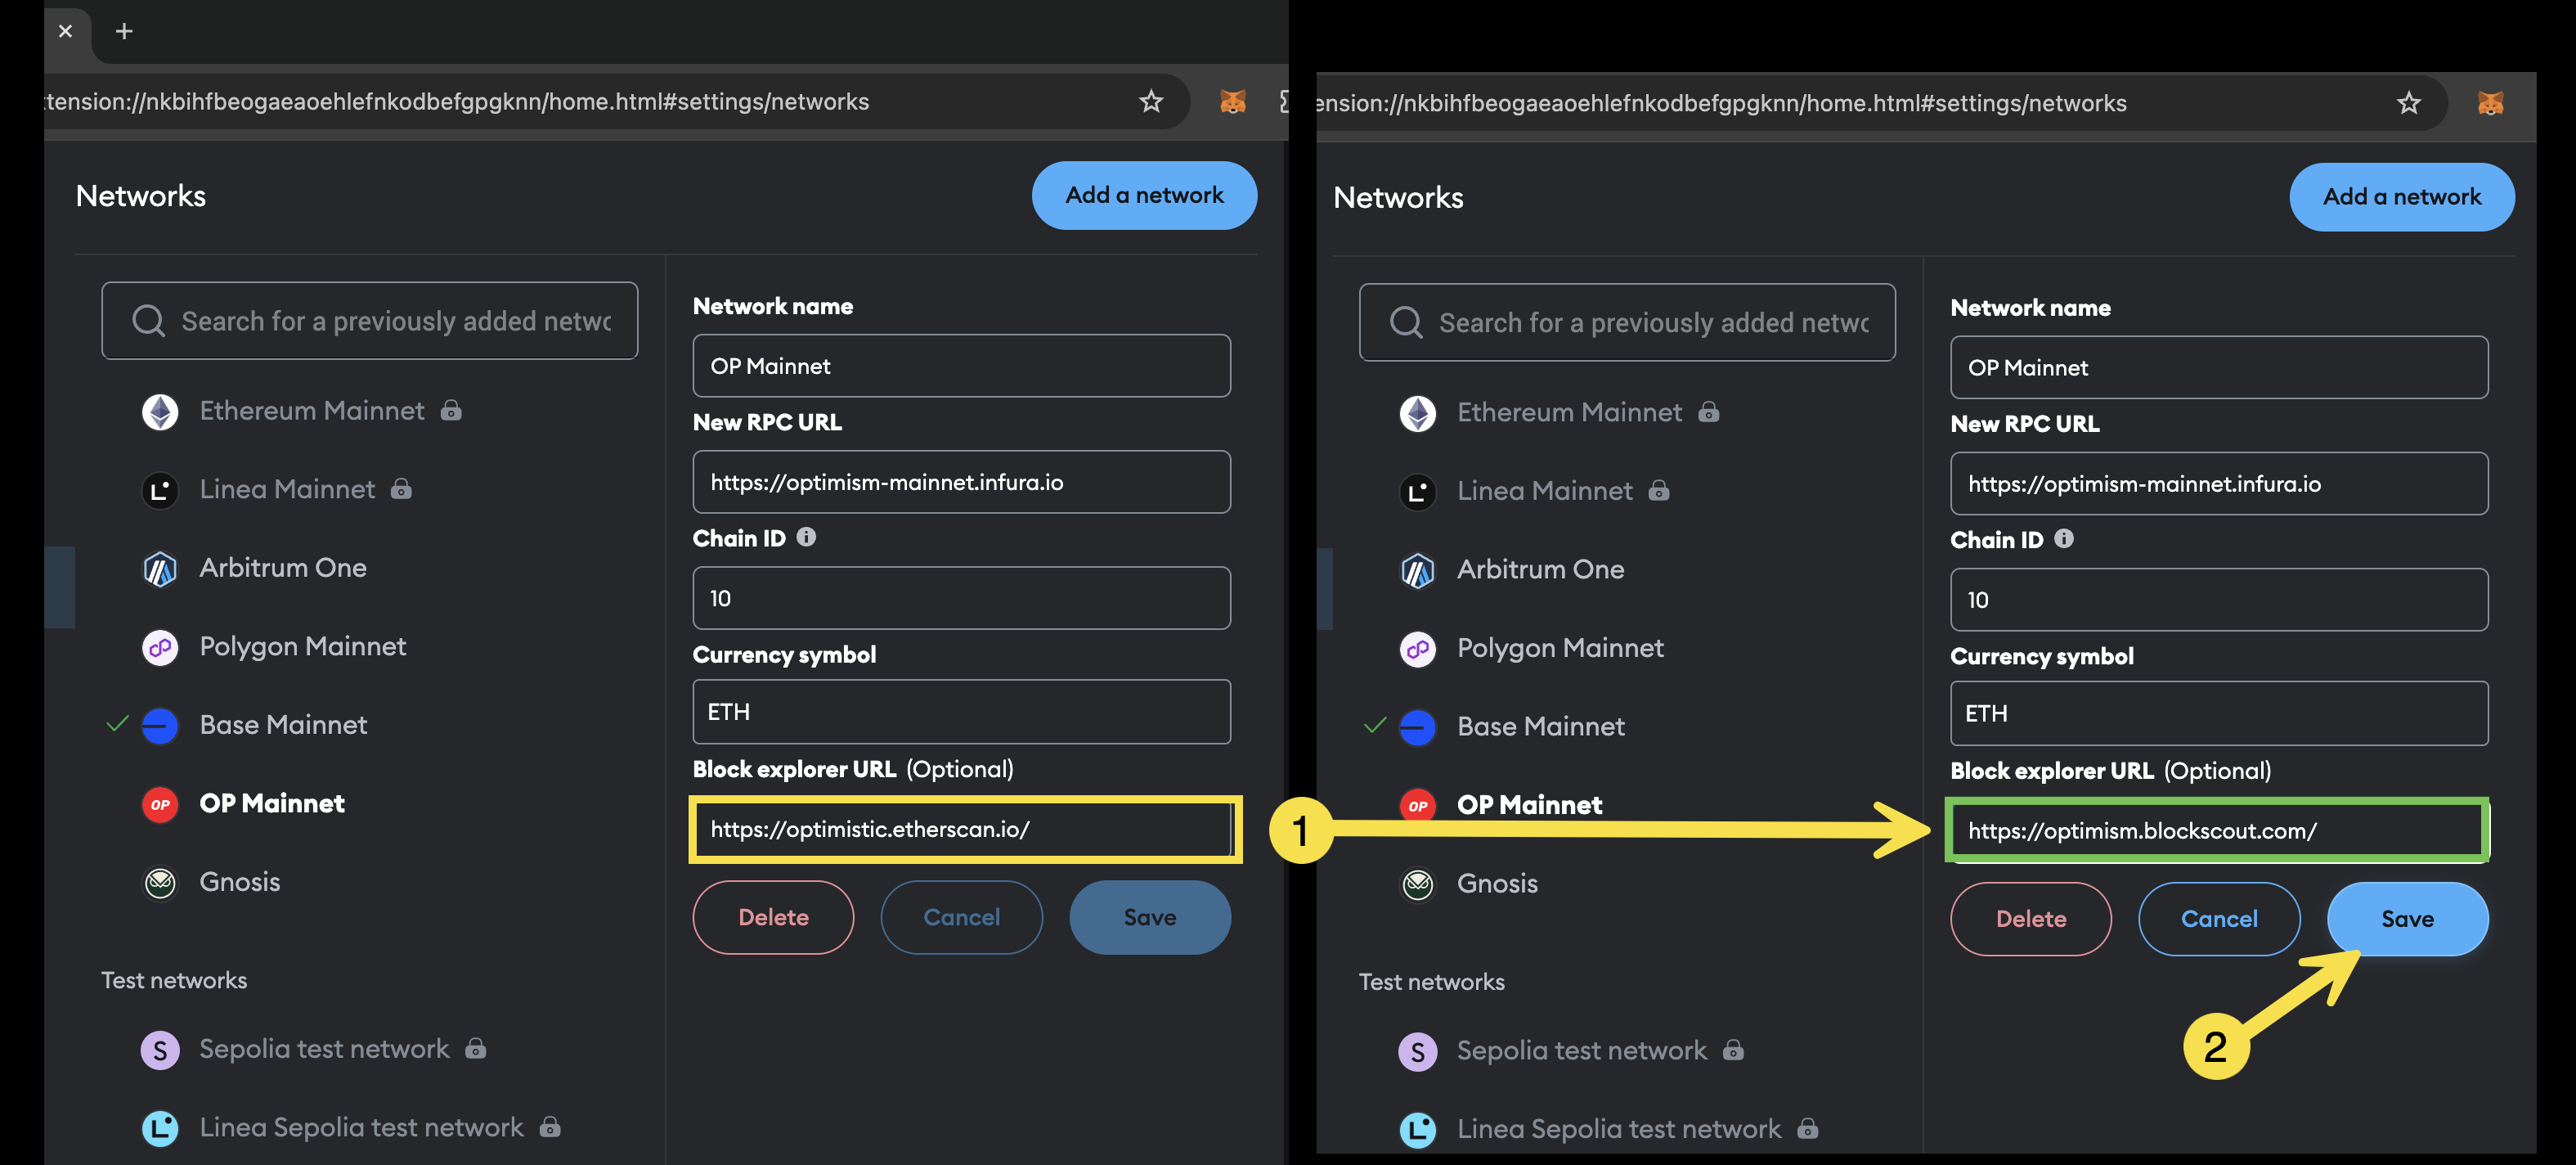 xtension://nkbihfbeogaeaoehlefnkodbefgpgknn/home.html#settings/networks
Networks
Add a network
Search for a previously added netwo
Ethereum Mainnet
Linea Mainnet
Arbitrum One
Polygon Mainnet
Base Mainnet
OP
OP Mainnet
Gnosis
Test networks
S
Sepolia test network
L
Linea Sepolia test network
Network name
OP Mainnet
New RPC URL
https://optimism-mainnet.infura.io
Chain ID
10
Currency symbol
ETH
Block explorer URL (Optional)
https://optimistic.etherscan.io/
Delete
Cancel
Save
1
ension://nkbihfbeogaeaoehlefnkodbefgpgknn/home.html#settings/networks
Networks
Add a network
Search for a previously added netwo
Ethereum Mainnet
Linea Mainnet
Arbitrum One
Polygon Mainnet
Base Mainnet
OP
OP Mainnet
Gnosis
Test networks
S
Sepolia test network
L
Linea Sepolia test network
Network name
OP Mainnet
New RPC URL
https://optimism-mainnet.infura.io
Chain ID
10
Currency symbol
ETH
Block explorer URL (Optional)
https://optimism.blockscout.com/
Delete
Cancel
Save
2